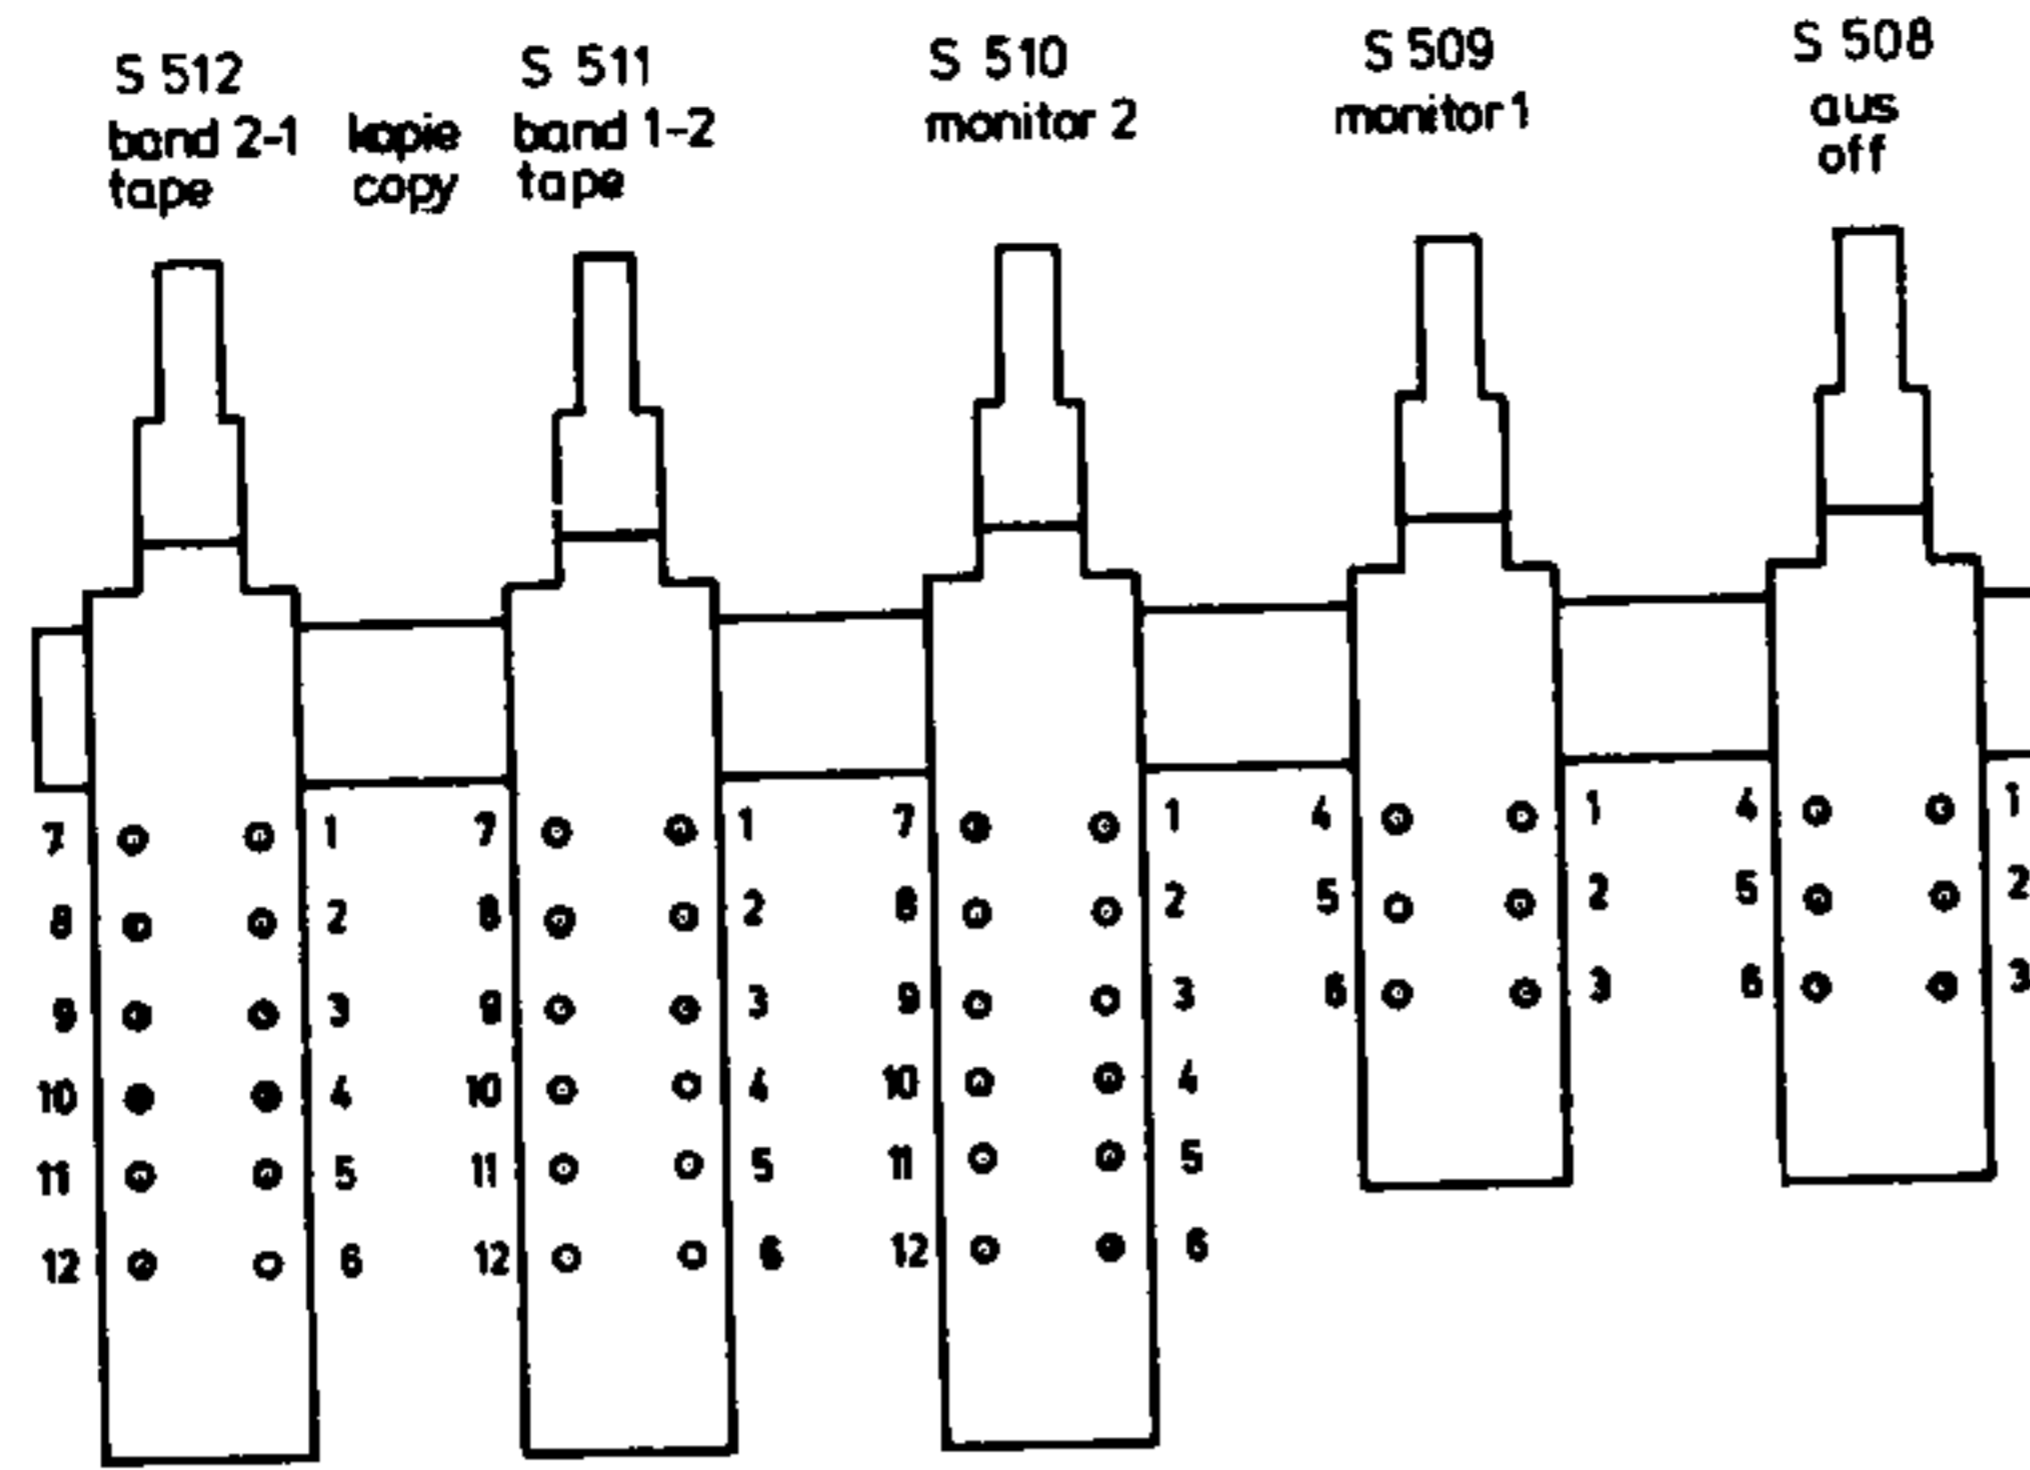 S 512 S 511 S 510 S 509 S 508
band 2-1 kopie band 1-2 monitor 2 monitor 1 aus
tape copy tape off
7 1 7 1 7 1 4 1 4 1
8 2 8 2 8 2 5 2 5 2
9 3 9 3 9 3 6 3 6 3
10 4 10 4 10 4
11 5 11 5 11 5
12 6 12 6 12 6